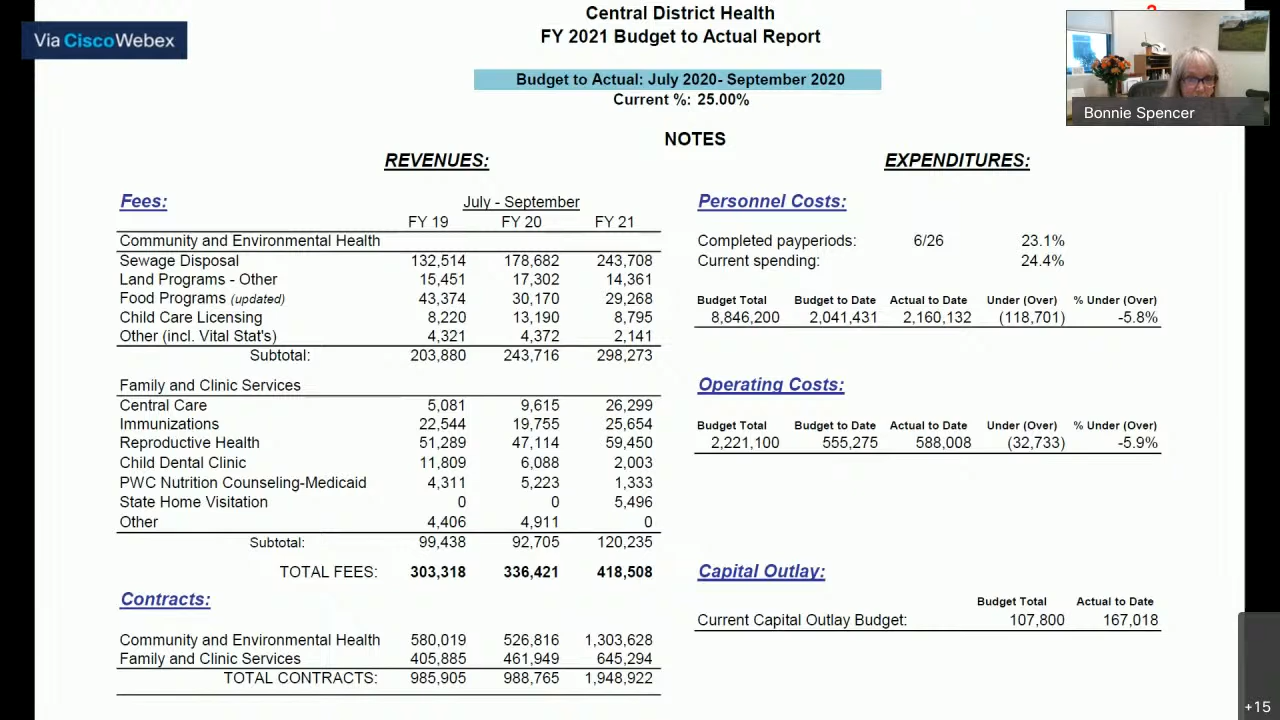 Via CiscoWebex
Central District Health
FY 2021 Budget to Actual Report
Budget to Actual: July 2020- September 2020
Current %: 25.00%
Bonnie Spencer
NOTES
REVENUES:
Fees:
July - September
FY 19 FY 20 FY 21
Community and Environmental Health
Sewage Disposal 132,514 178,682 243,708
Land Programs - Other 15,451 17,302 14,361
Food Programs (updated) 43,374 30,170 29,268
Child Care Licensing 8,220 13,190 8,795
Other (incl. Vital Stat's) 4,321 4,372 2,141
Subtotal: 203,880 243,716 298,273
Family and Clinic Services
Central Care 5,081 9,615 26,299
Immunizations 22,544 19,755 25,654
Reproductive Health 51,289 47,114 59,450
Child Dental Clinic 11,809 6,088 2,003
PWC Nutrition Counseling-Medicaid 4,311 5,223 1,333
State Home Visitation 0 0 5,496
Other 4,406 4,911 0
Subtotal: 99,438 92,705 120,235
TOTAL FEES: 303,318 336,421 418,508
Contracts:
Community and Environmental Health 580,019 526,816 1,303,628
Family and Clinic Services 405,885 461,949 645,294
TOTAL CONTRACTS: 985,905 988,765 1,948,922
EXPENDITURES:
Personnel Costs:
Completed payperiods: 6/26 23.1%
Current spending: 24.4%
Budget Total Budget to Date Actual to Date Under (Over) % Under (Over)
8,846,200 2,041,431 2,160,132 (118,701) -5.8%
Operating Costs:
Budget Total Budget to Date Actual to Date Under (Over) % Under (Over)
2,221,100 555,275 588,008 (32,733) -5.9%
Capital Outlay:
Budget Total Actual to Date
Current Capital Outlay Budget: 107,800 167,018
+15